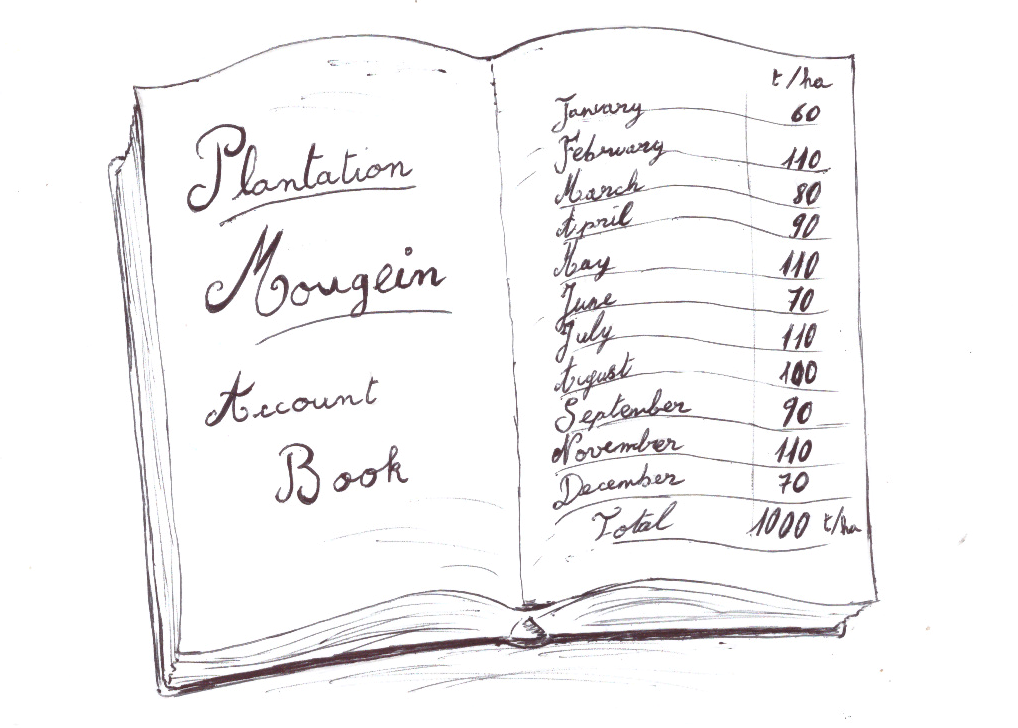 Plantation
Mougein
Account
Book
t/ha
January 60
February 110
March 80
April 90
May 110
June 70
July 110
August 100
September 90
November 110
December 70
Total 1000 t/ha